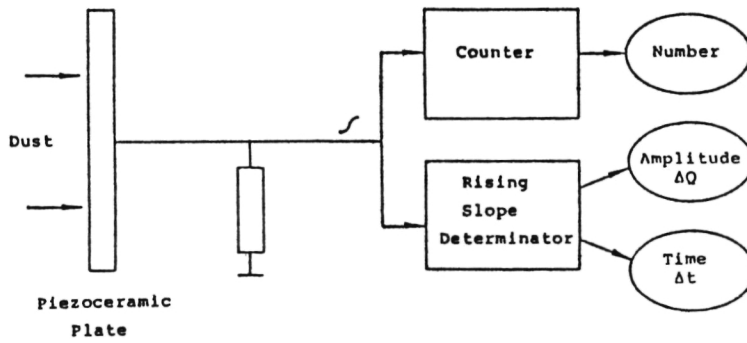 Counter
Number
Dust
Amplitude
ΔQ
Rising
Slope
Determinator
Time
Δt
Piezoceramic
Plate